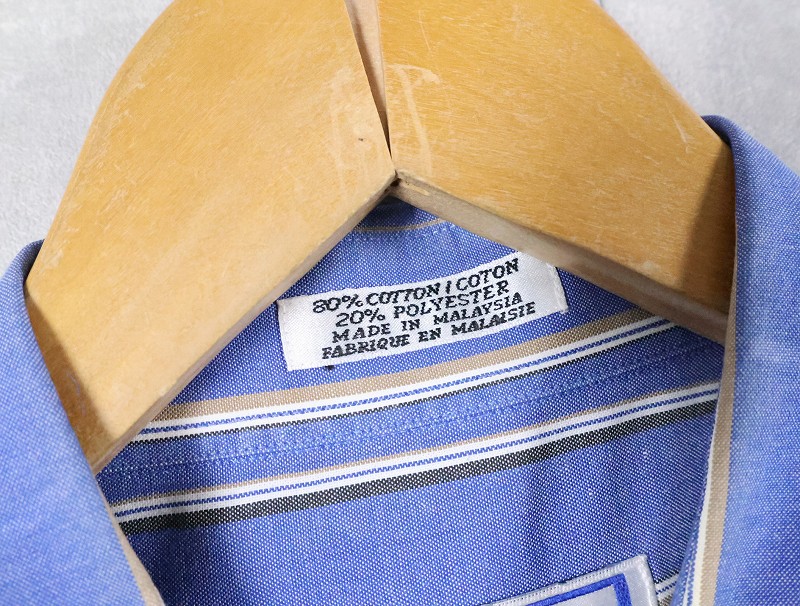 80% COTTON / COTON
20% POLYESTER
MADE IN MALAYSIA
FABRIQUE EN MALAISIE